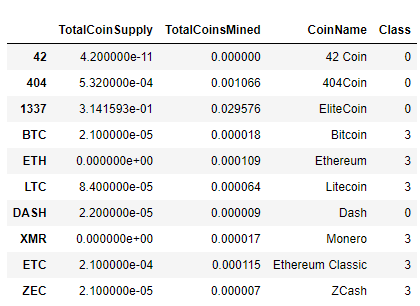 TotalCoinSupply TotalCoinsMined CoinName Class
42 4.200000e-11 0.000000 42 Coin 0
404 5.320000e-04 0.001066 404Coin 0
1337 3.141593e-01 0.029576 EliteCoin 0
BTC 2.100000e-05 0.000018 Bitcoin 3
ETH 0.000000e+00 0.000109 Ethereum 3
LTC 8.400000e-05 0.000064 Litecoin 3
DASH 2.200000e-05 0.000009 Dash 0
XMR 0.000000e+00 0.000017 Monero 3
ETC 2.100000e-04 0.000115 Ethereum Classic 3
ZEC 2.100000e-05 0.000007 ZCash 3